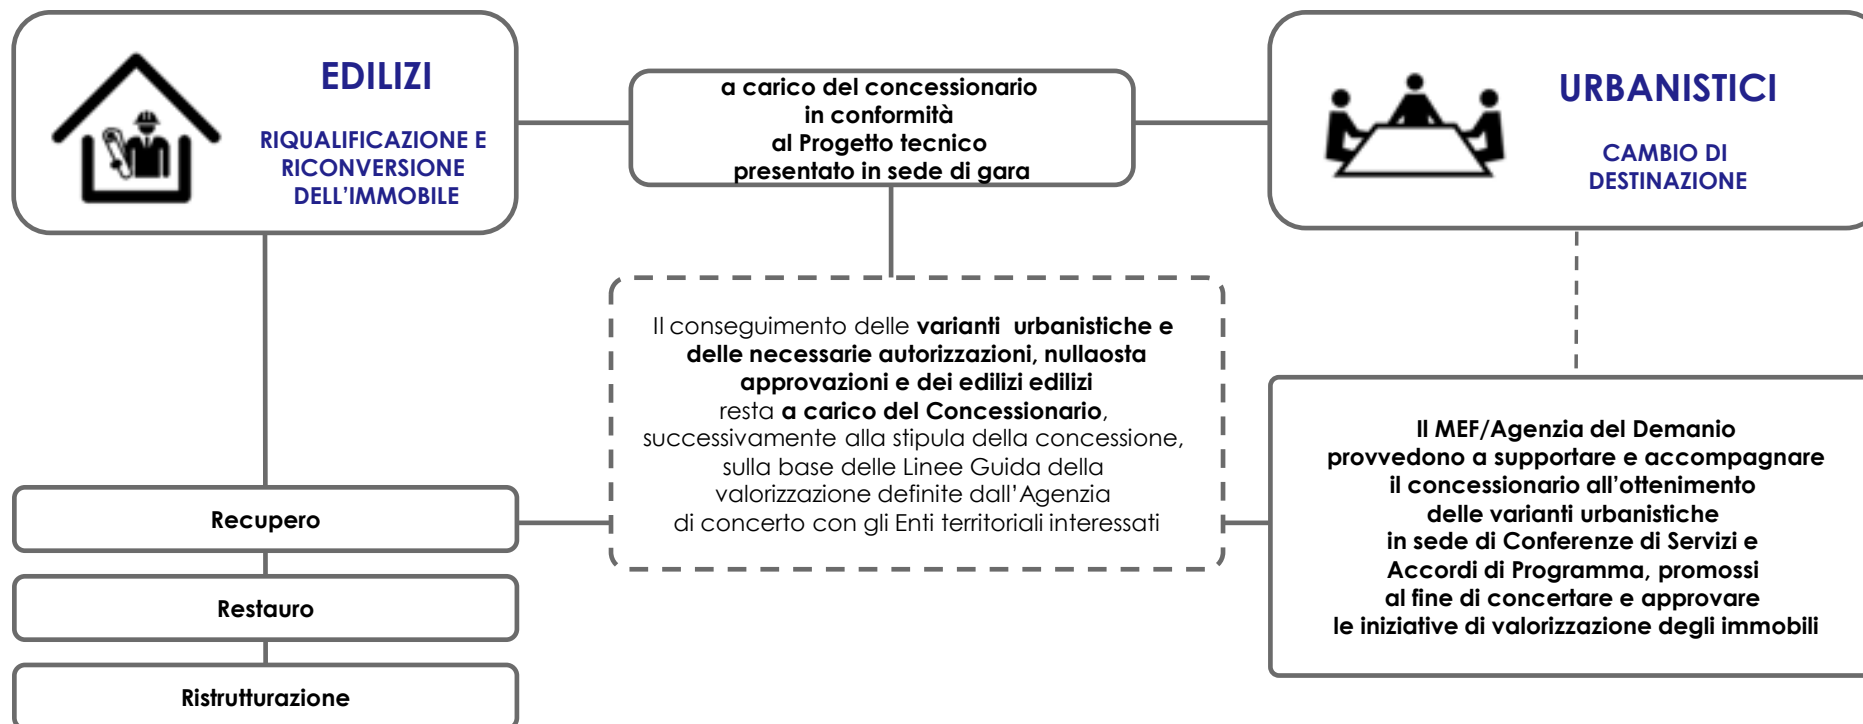 EDILIZI
RIQUALIFICAZIONE E
RICONVERSIONE
DELL'IMMOBILE
a carico del concessionario
in conformità
al Progetto tecnico
presentato in sede di gara
URBANISTICI
CAMBIO DI
DESTINAZIONE
Il conseguimento delle varianti urbanistiche e
delle necessarie autorizzazioni, nullaosta
approvazioni e dei edilizi edilizi
resta a carico del Concessionario,
successivamente alla stipula della concessione,
sulla base delle Linee Guida della
valorizzazione definite dall'Agenzia
di concerto con gli Enti territoriali interessati
Il MEF/Agenzia del Demanio
provvedono a supportare e accompagnare
il concessionario all'ottenimento
delle varianti urbanistiche
in sede di Conferenze di Servizi e
Accordi di Programma, promossi
al fine di concertare e approvare
le iniziative di valorizzazione degli immobili
Recupero
Restauro
Ristrutturazione